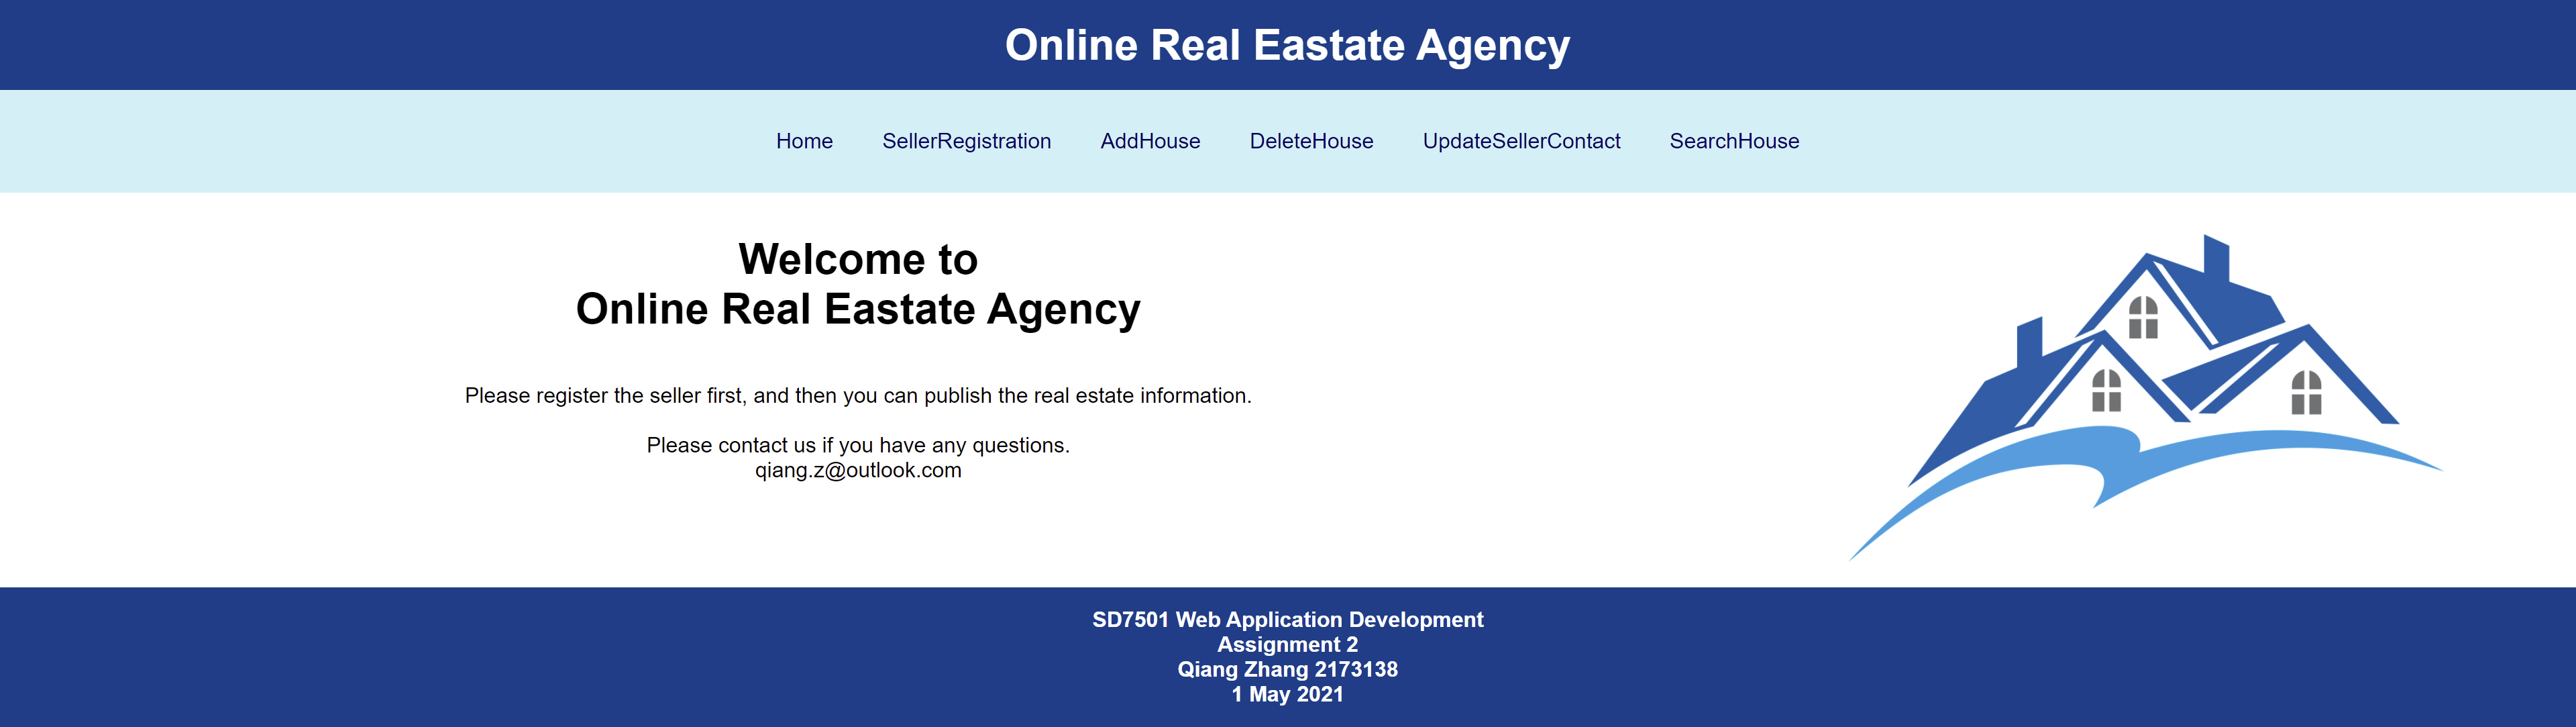 Online Real Eastate Agency
Home SellerRegistration AddHouse DeleteHouse UpdateSellerContact SearchHouse
Welcome to
Online Real Eastate Agency
Please register the seller first, and then you can publish the real estate information.
Please contact us if you have any questions.
qiang.z@outlook.com
SD7501 Web Application Development
Assignment 2
Qiang Zhang 2173138
1 May 2021